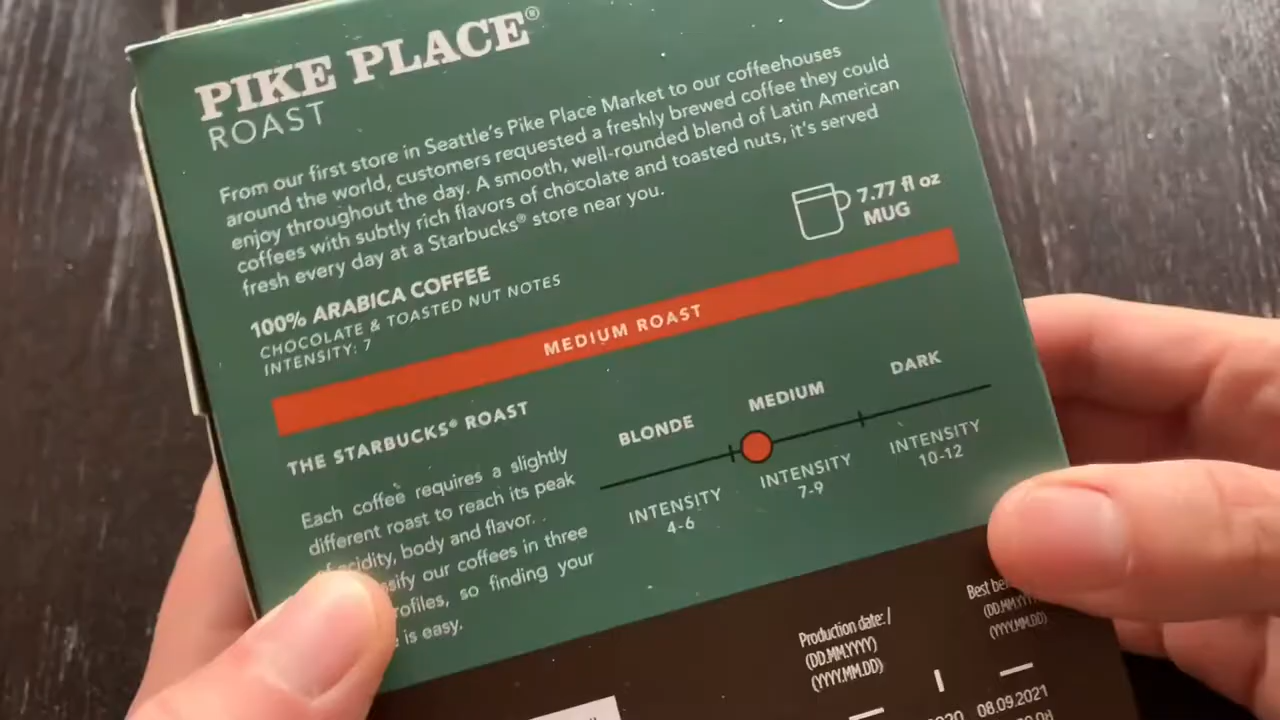 PIKE PLACE®
ROAST
From our first store in Seattle's Pike Place Market to our coffeehouses
around the world, customers requested a freshly brewed coffee they could
enjoy throughout the day. A smooth, well-rounded blend of Latin American
coffees with subtly rich flavors of chocolate and toasted nuts, it's served
fresh every day at a Starbucks® store near you.
7.77 fl oz
MUG
100% ARABICA COFFEE
CHOCOLATE & TOASTED NUT NOTES
INTENSITY: 7
MEDIUM ROAST
THE STARBUCKS® ROAST
Each coffee requires a slightly
different roast to reach its peak
acidity, body and flavor.
our coffees in three
so finding your
is easy.
BLONDE
MEDIUM
DARK
INTENSITY
4-6
INTENSITY
7-9
INTENSITY
10-12
Production date: /
(DD.MM.YYYY)
(YYYY.MM.DD)
Best
(YYYY.MM.DD)
08.09.2021